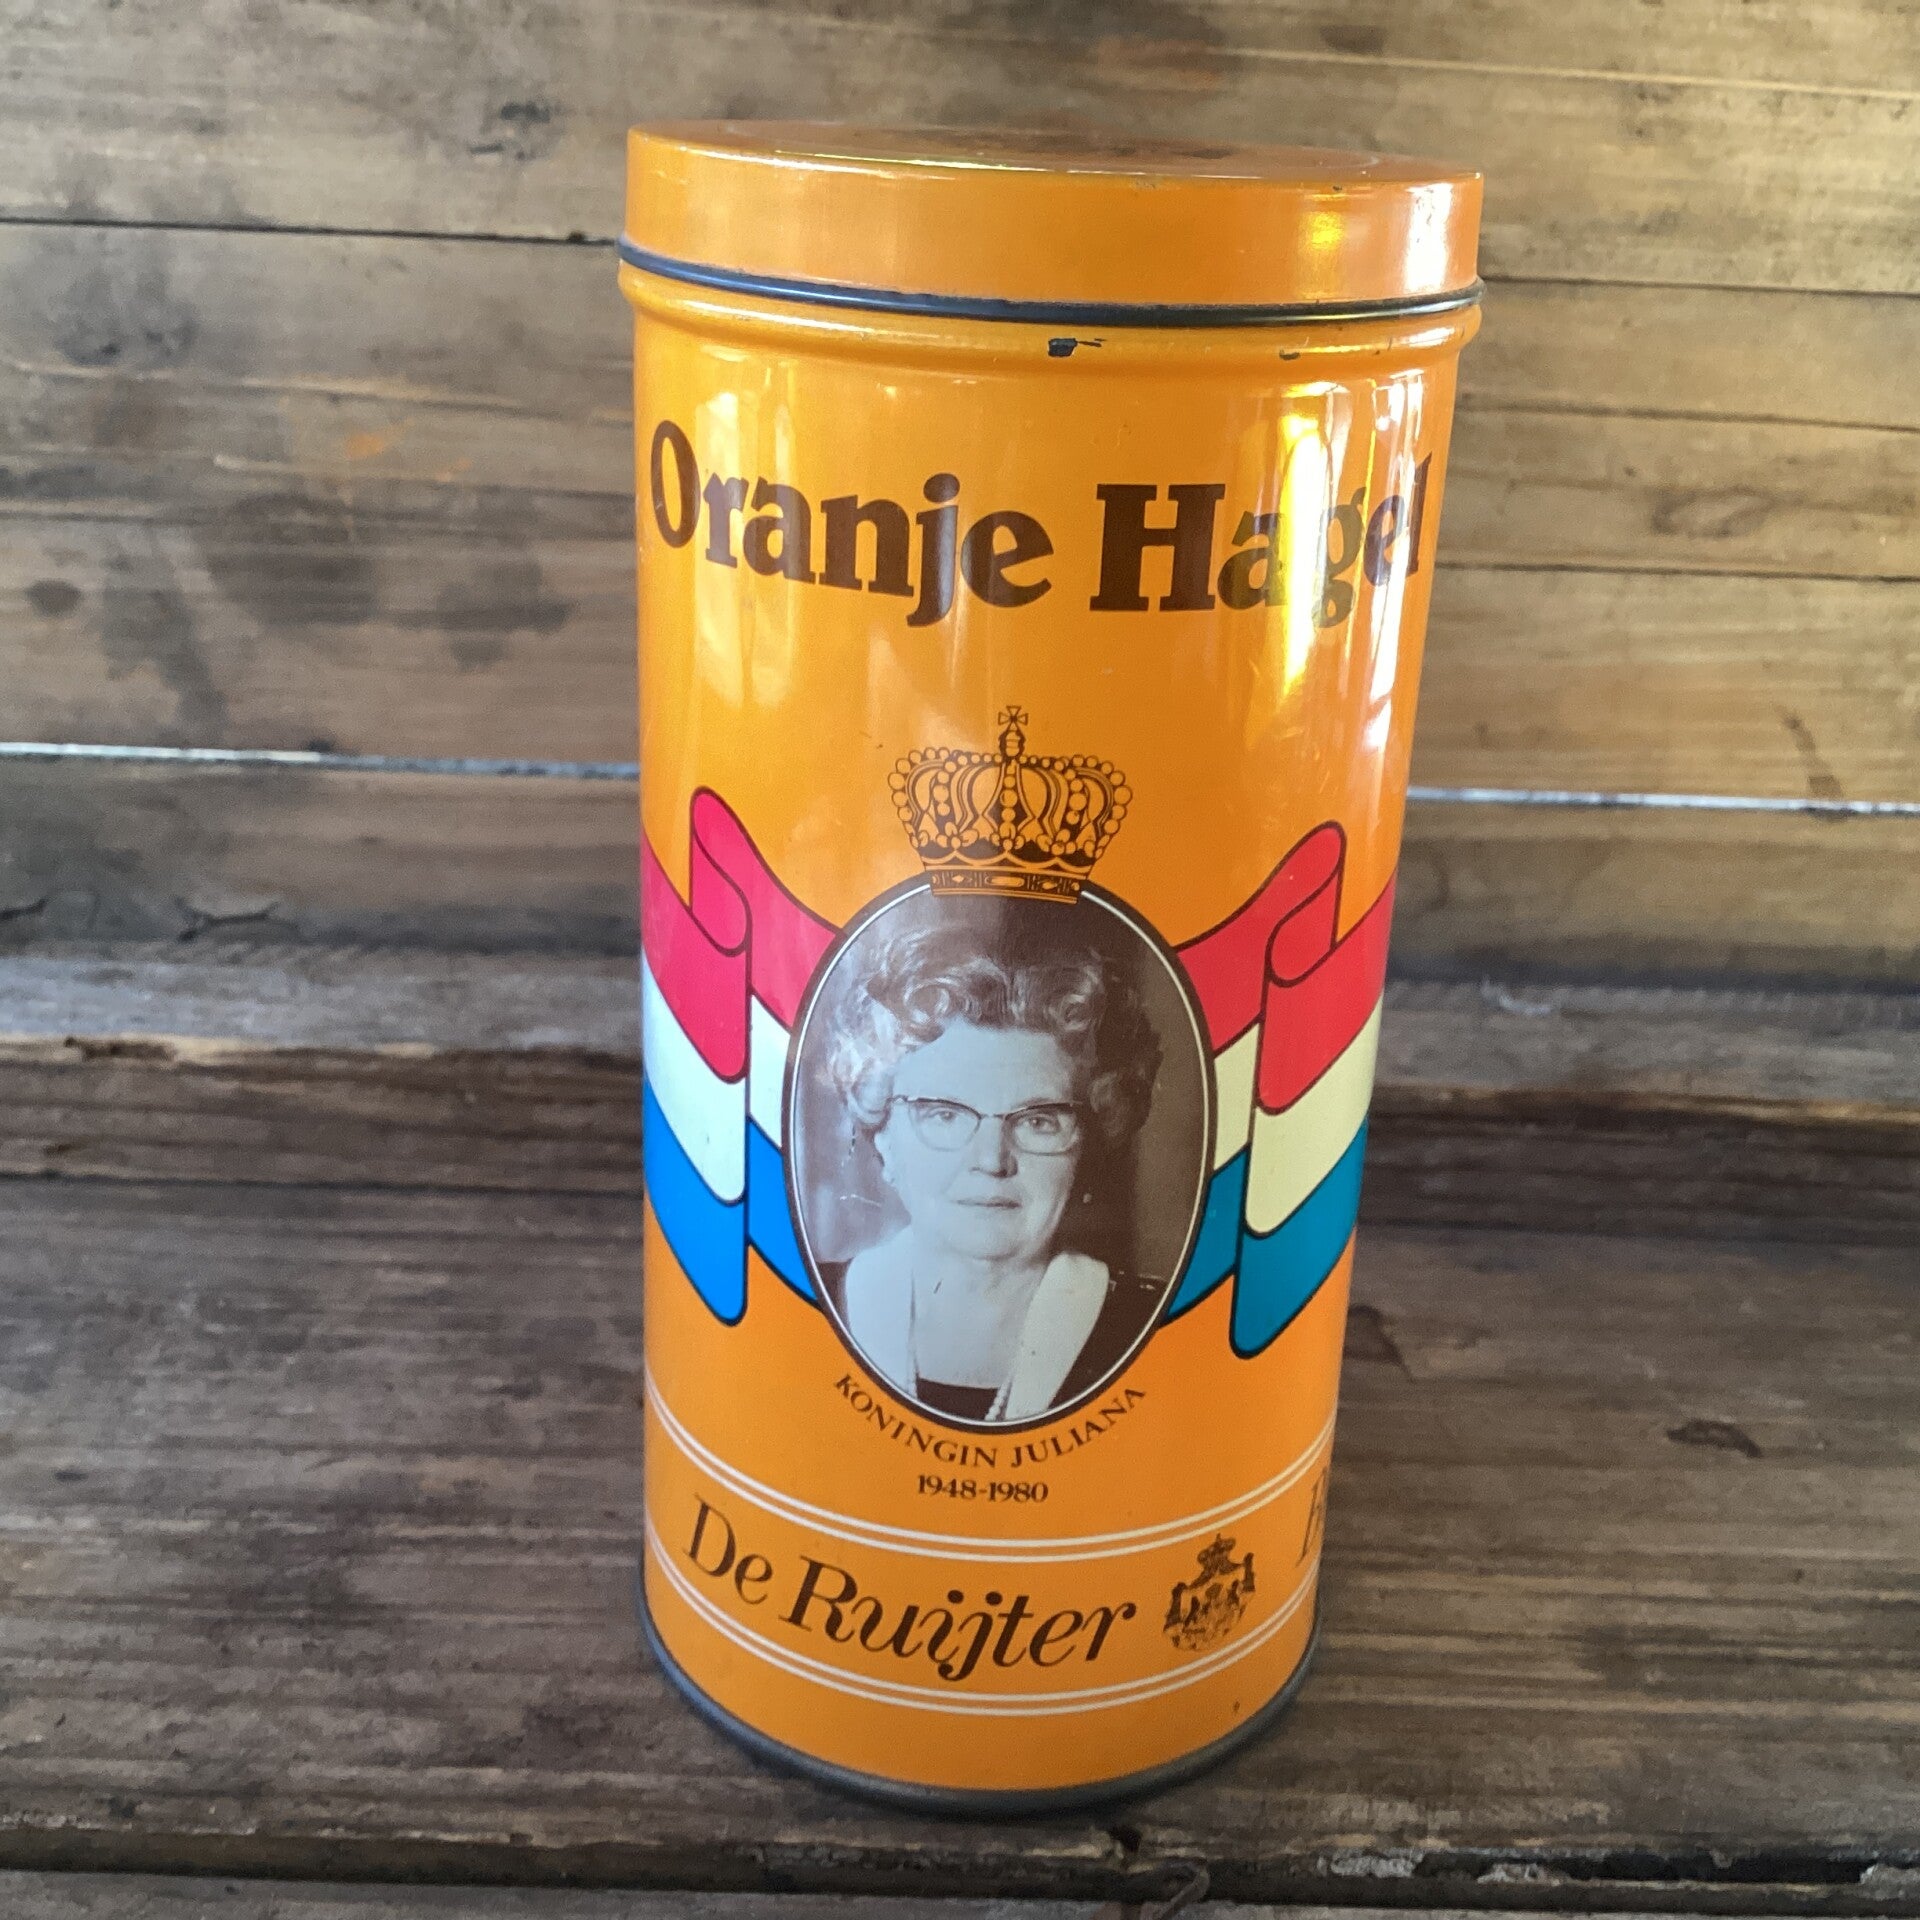 Oranje Hagel
KONINGIN JULIANA
1948-1980
De Ruijter